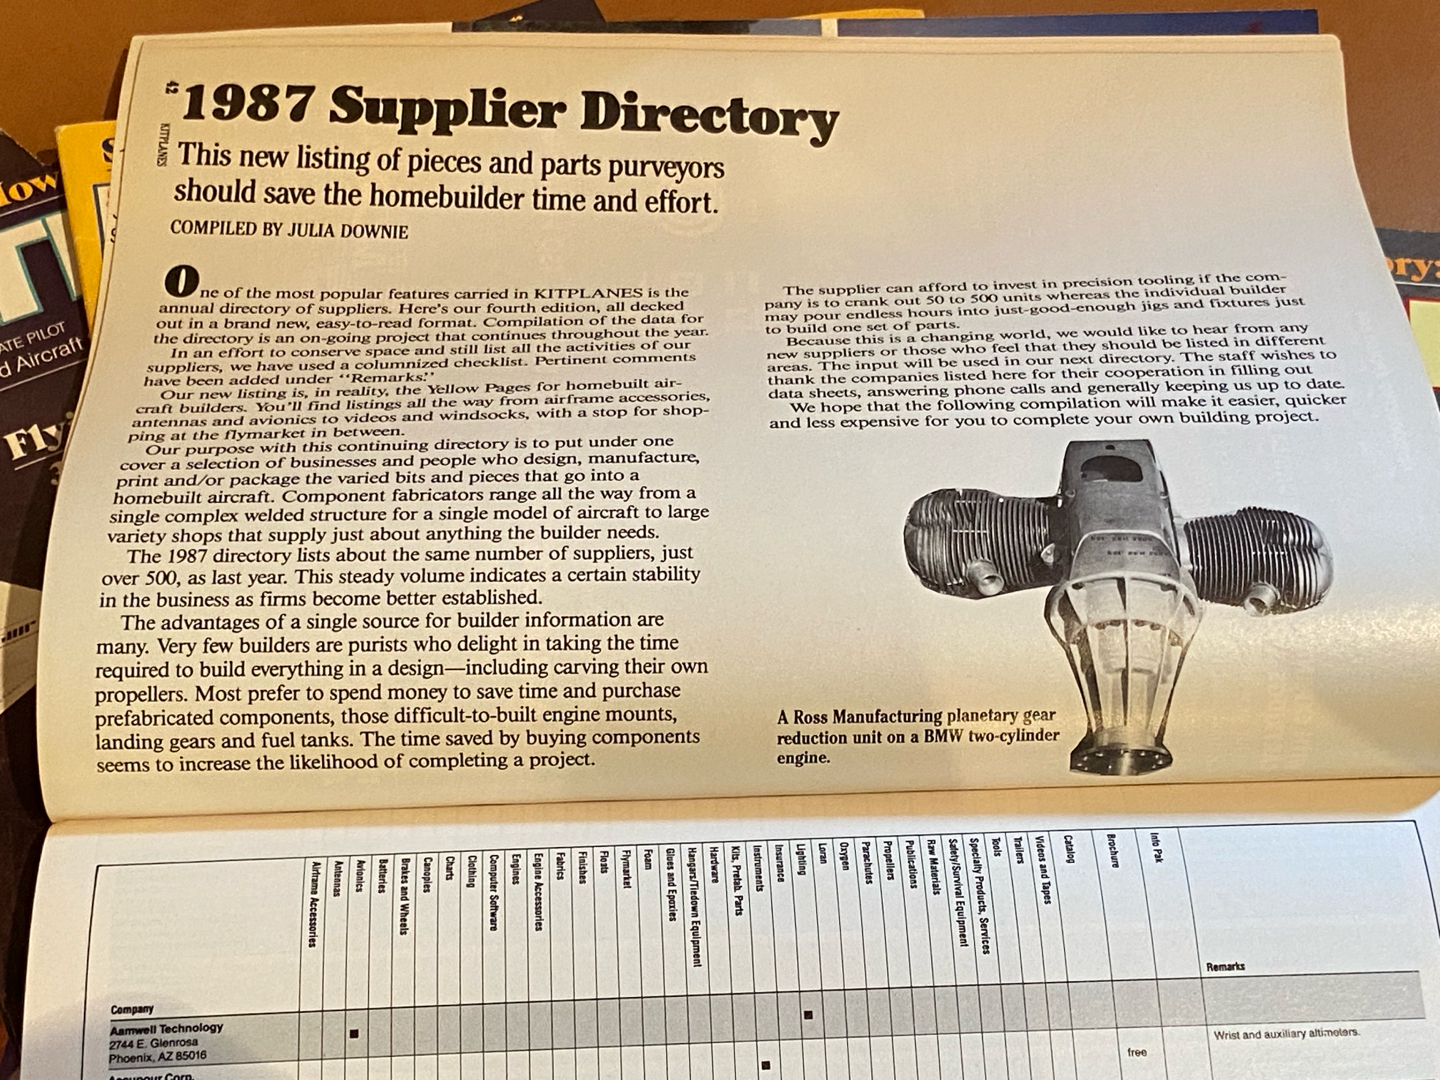 42
KITPLANES
1987 Supplier Directory
This new listing of pieces and parts purveyors
should save the homebuilder time and effort.
COMPILED BY JULIA DOWNIE
One of the most popular features carried in KITPLANES is the
annual directory of suppliers. Here's our fourth edition, all decked
out in a brand new, easy-to-read format. Compilation of the data for
the directory is an on-going project that continues throughout the year.
In an effort to conserve space and still list all the activities of our
suppliers, we have used a columnized checklist. Pertinent comments
have been added under "Remarks."
Our new listing is, in reality, the Yellow Pages for homebuilt air-
craft builders. You'll find listings all the way from airframe accessories,
antennas and avionics to videos and windsocks, with a stop for shop-
ping at the flymarket in between.
Our purpose with this continuing directory is to put under one
cover a selection of businesses and people who design, manufacture,
print and/or package the varied bits and pieces that go into a
homebuilt aircraft. Component fabricators range all the way from a
single complex welded structure for a single model of aircraft to large
variety shops that supply just about anything the builder needs.
The 1987 directory lists about the same number of suppliers, just
over 500, as last year. This steady volume indicates a certain stability
in the business as firms become better established.
The advantages of a single source for builder information are
many. Very few builders are purists who delight in taking the time
required to build everything in a design—including carving their own
propellers. Most prefer to spend money to save time and purchase
prefabricated components, those difficult-to-built engine mounts,
landing gears and fuel tanks. The time saved by buying components
seems to increase the likelihood of completing a project.
The supplier can afford to invest in precision tooling if the com-
pany is to crank out 50 to 500 units whereas the individual builder
may pour endless hours into just-good-enough jigs and fixtures just
to build one set of parts.
Because this is a changing world, we would like to hear from any
new suppliers or those who feel that they should be listed in different
areas. The input will be used in our next directory. The staff wishes to
thank the companies listed here for their cooperation in filling out
data sheets, answering phone calls and generally keeping us up to date.
We hope that the following compilation will make it easier, quicker
and less expensive for you to complete your own building project.
A Ross Manufacturing planetary gear
reduction unit on a BMW two-cylinder
engine.
Company
Airframe Accessories
Antennas
Avionics
Batteries
Brakes and Wheels
Canopies
Charts
Clothing
Computer Software
Engines
Engine Accessories
Fabrics
Finishes
Floats
Flymarket
Foam
Glues and Epoxies
Hangars/Tiedown Equipment
Hardware
Kits, Prefab. Parts
Instruments
Insurance
Lighting
Loran
Oxygen
Parachutes
Propellers
Publications
Raw Materials
Safety/Survival Equipment
Specialty Products, Services
Tools
Trailers
Videos and Tapes
Catalog
Brochure
Info Pak
Remarks
Aamwell Technology
2744 E. Glenrosa
Phoenix, AZ 85016
Wrist and auxiliary altimeters.
free
ATE PILOT
d Aircraft
Fly